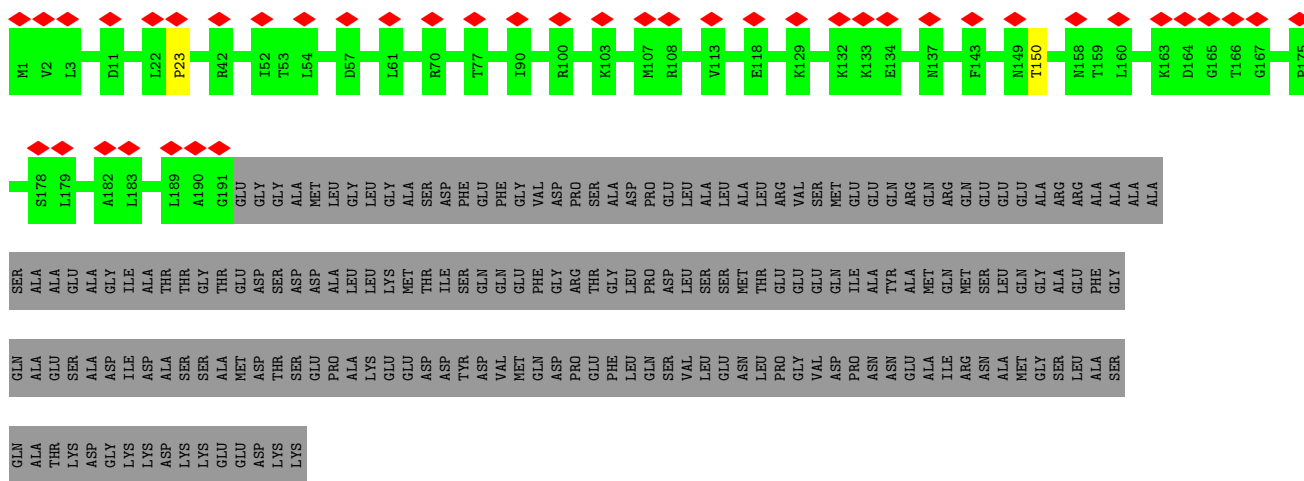 M1 V2 L3 D11 L22 P23 R42 I52 T53 L54 D57 L61 R70 T77 I90 R100 K103 M107 R108 V113 E118 K129 K132 K133 E134 N137 F143 N149 T150 N158 T159 L160 K163 D164 G165 T166 G167 P175
S178 L179 A182 L183 L189 A190 G191 GLU GLY GLY ALA MET LEU GLY LEU GLY ALA SER ASP PHE GLU PHE GLY VAL ASP PRO SER ALA ASP PRO GLU LEU ALA LEU ALA LEU ARG VAL SER MET GLU GLU GLN ARG GLN ARG GLN GLU GLU GLU ALA ARG ARG ALA ALA ALA ALA
SER ALA ALA GLU ALA GLY ILE ALA THR THR GLY THR GLU ASP SER ASP ASP ALA LEU LEU LYS MET THR ILE SER GLN GLN GLU PHE GLY ARG THR GLY LEU PRO ASP LEU SER SER MET THR GLU GLU GLU GLN ILE ALA TYR ALA MET GLN MET SER LEU GLN GLY ALA GLU PHE GLY
GLN ALA GLU SER ALA ASP ILE ASP ALA SER SER ALA MET ASP THR SER GLU PRO ALA LYS GLU GLU ASP ASP TYR ASP VAL MET GLN ASP PRO GLU PHE LEU GLN SER VAL LEU GLU ASN LEU PRO GLY VAL ASP PRO ASN ASN GLU ALA ILE ARG ASN ALA MET GLY SER LEU ALA SER
GLN ALA THR LYS ASP GLY LYS LYS ASP LYS LYS GLU GLU ASP LYS LYS